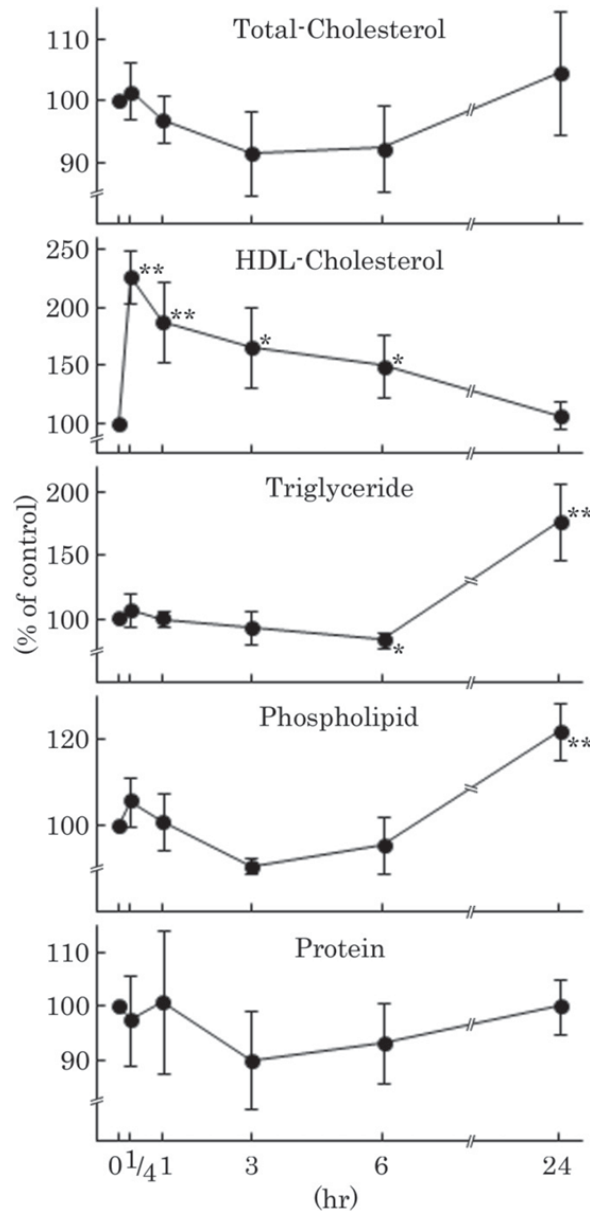 Total-Cholesterol
110
100
90
HDL-Cholesterol
250
200
150
100
**
**
*
*
Triglyceride
200
150
100
*
**
(% of control)
Phospholipid
120
100
**
Protein
110
100
90
0 1/4 1 3 6 24
(hr)